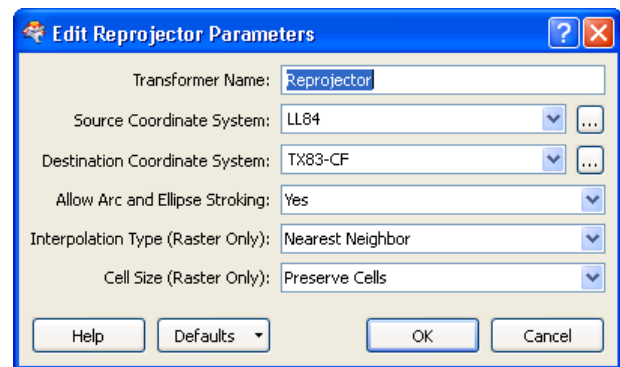 Edit Reprojector Parameters
Transformer Name: Reprojector
Source Coordinate System: LL84 ...
Destination Coordinate System: TX83-CF ...
Allow Arc and Ellipse Stroking: Yes
Interpolation Type (Raster Only): Nearest Neighbor
Cell Size (Raster Only): Preserve Cells
Help Defaults OK Cancel